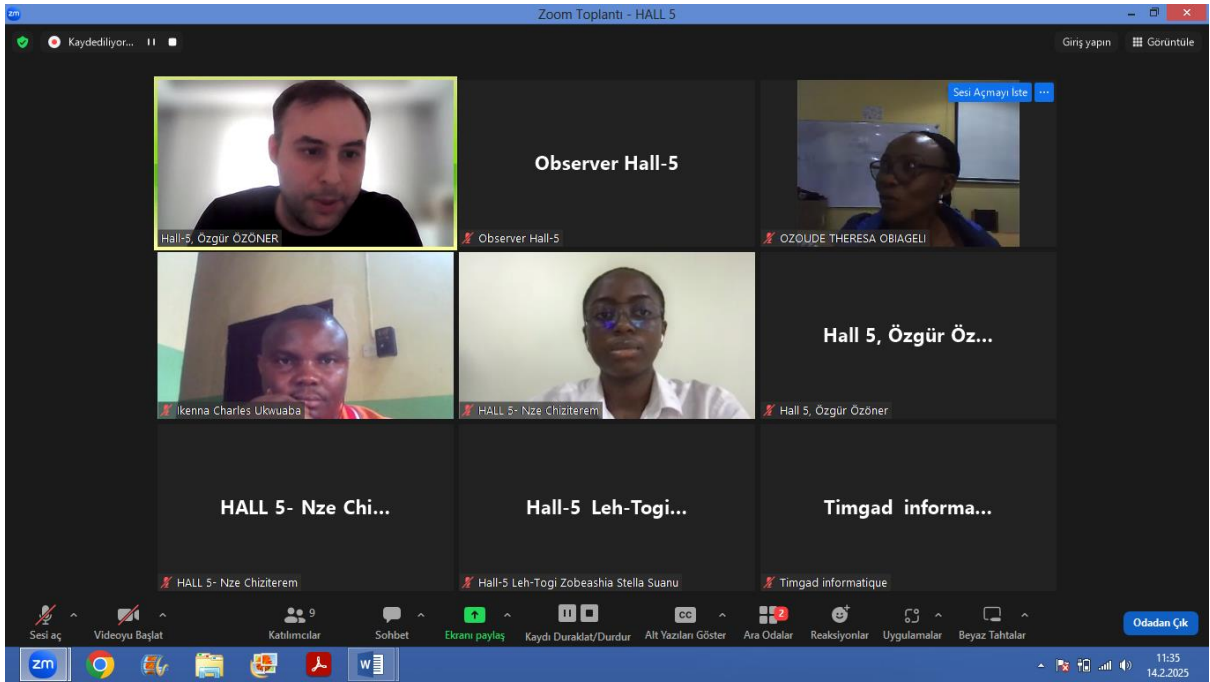 zm
Zoom Toplantı - HALL 5
Kaydediliyor...
Giriş yapın
Görüntüle
Hall-5, Özgür ÖZÖNER
Observer Hall-5
Observer Hall-5
Sesi Açmayı İste
...
OZOUDE THERESA OBIAGELI
Ikenna Charles Ukwuaba
HALL 5- Nze Chiziterem
Hall 5, Özgür Öz...
Hall 5, Özgür Özöner
HALL 5- Nze Chi...
HALL 5- Nze Chiziterem
Hall-5 Leh-Togi...
Hall-5 Leh-Togi Zobeashia Stella Suanu
Timgad informa...
Timgad informatique
Sesi aç
Videoyu Başlat
9
Katılımcılar
Sohbet
Ekranı paylaş
Kaydı Duraklat/Durdur
CC
Alt Yazıları Göster
2
Ara Odalar
Reaksiyonlar
Uygulamalar
Beyaz Tahtalar
Odadan Çık
zm
W
11:35
14.2.2025